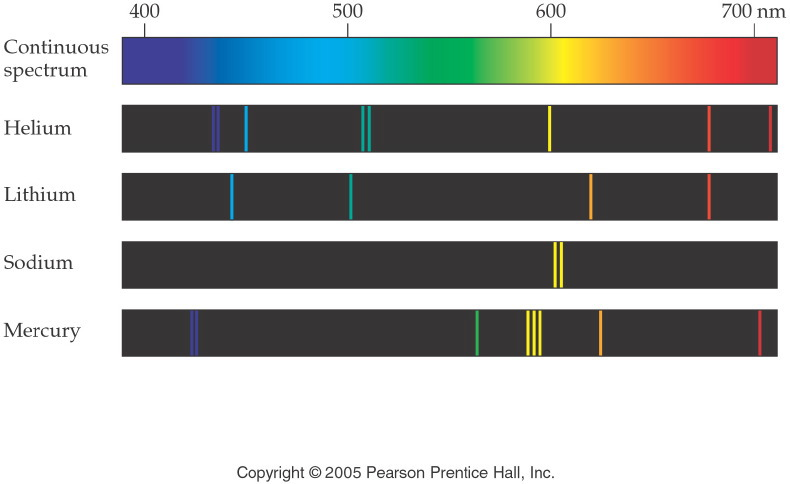 400 500 600 700 nm
Continuous
spectrum
Helium
Lithium
Sodium
Mercury
Copyright © 2005 Pearson Prentice Hall, Inc.